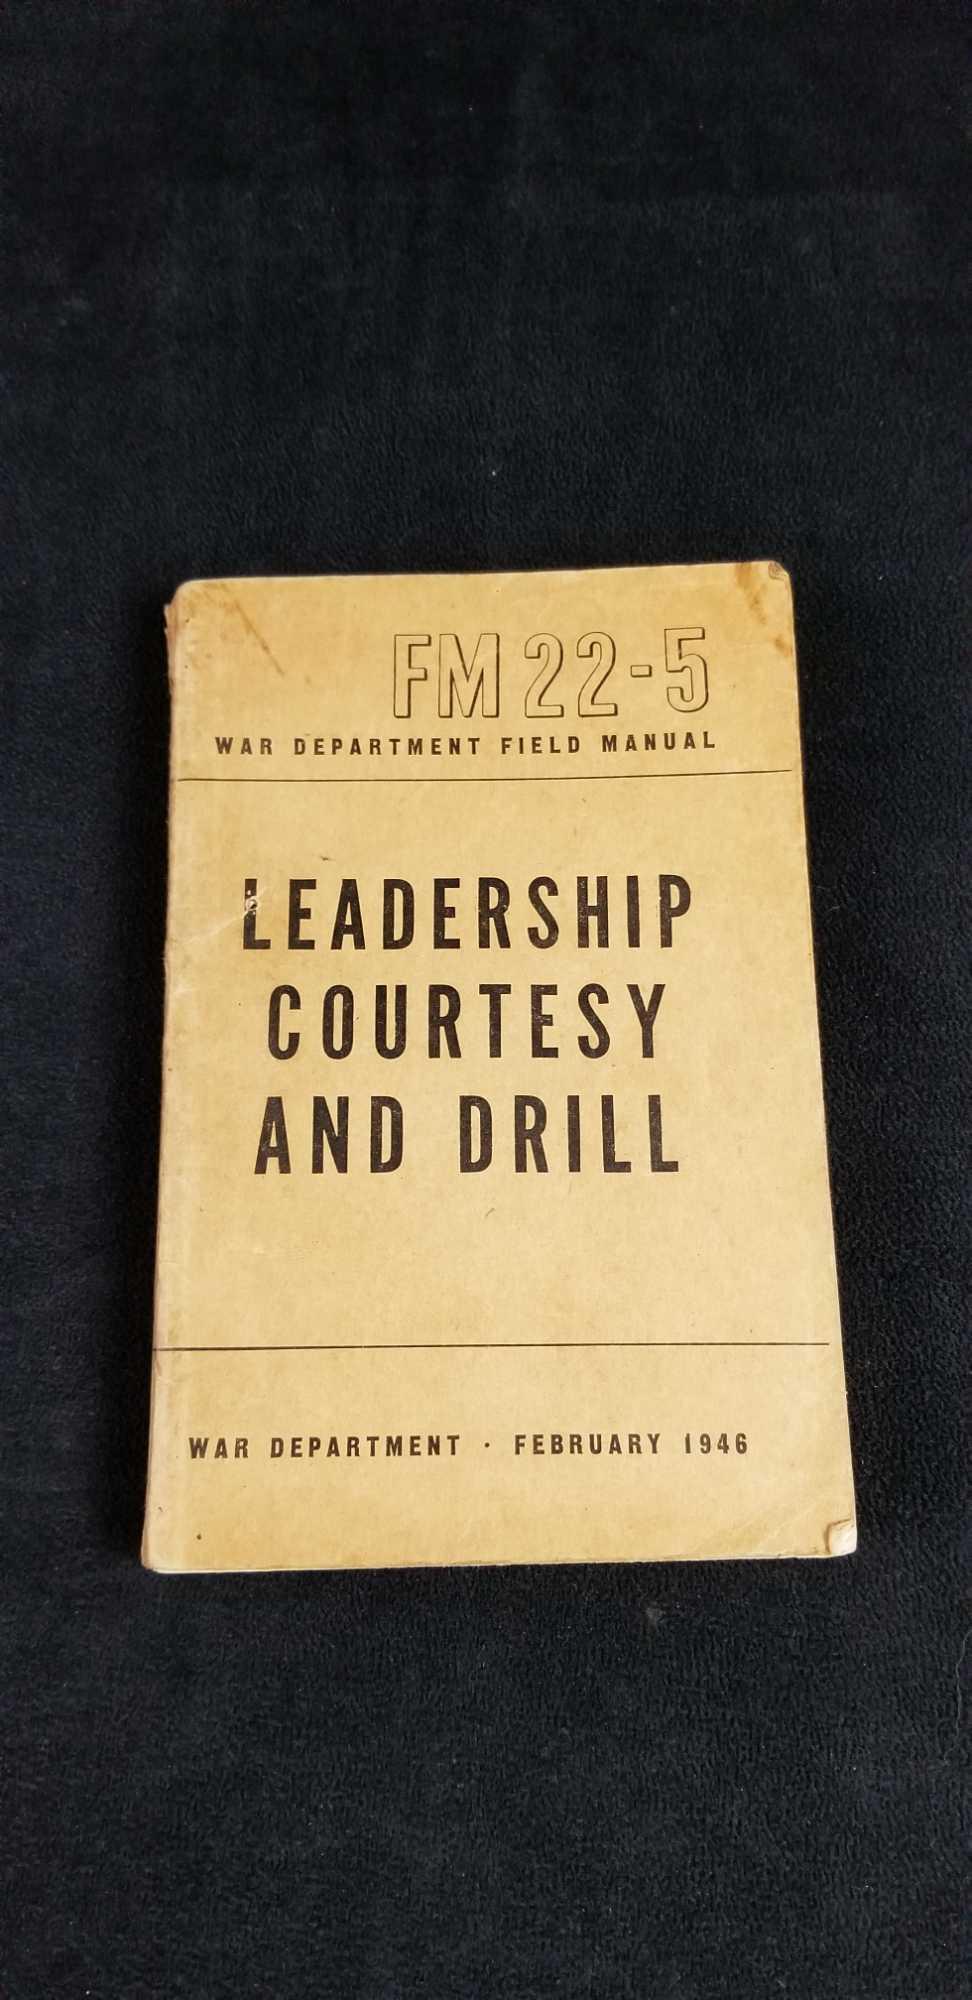 FM 22-5
WAR DEPARTMENT FIELD MANUAL
LEADERSHIP
COURTESY
AND DRILL
WAR DEPARTMENT · FEBRUARY 1946